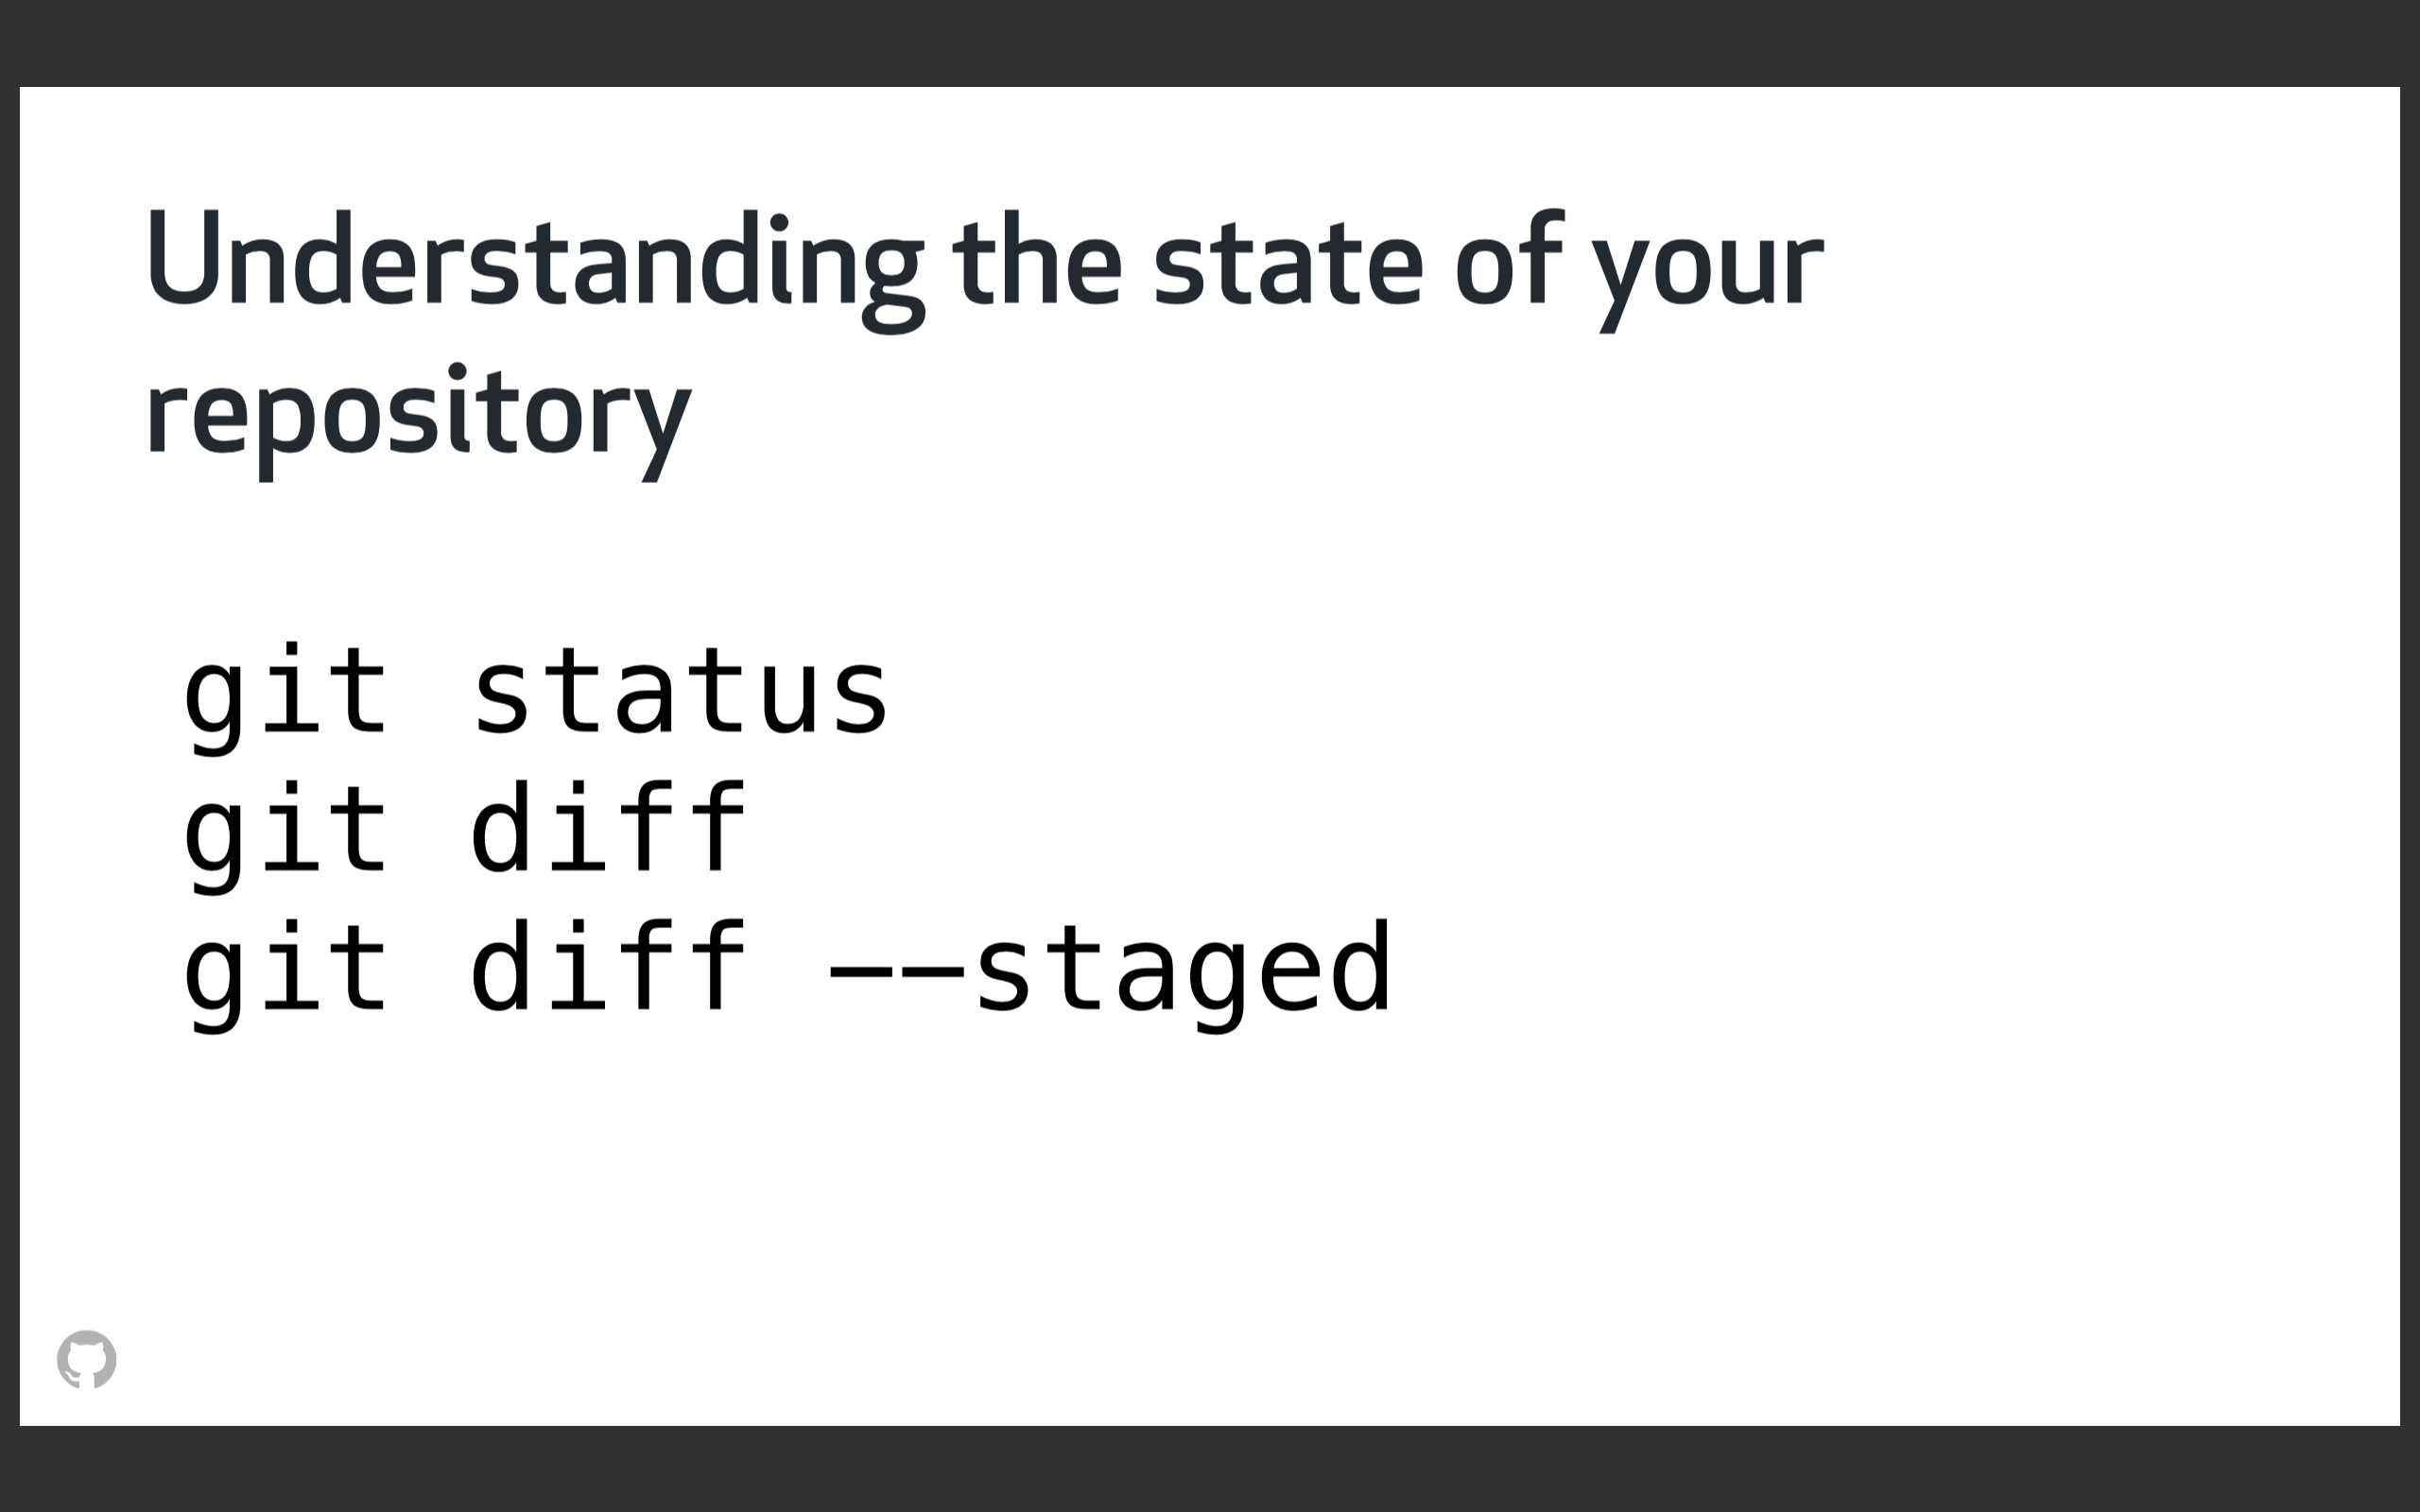 Understanding the state of your
repository
git status
git diff
git diff --staged